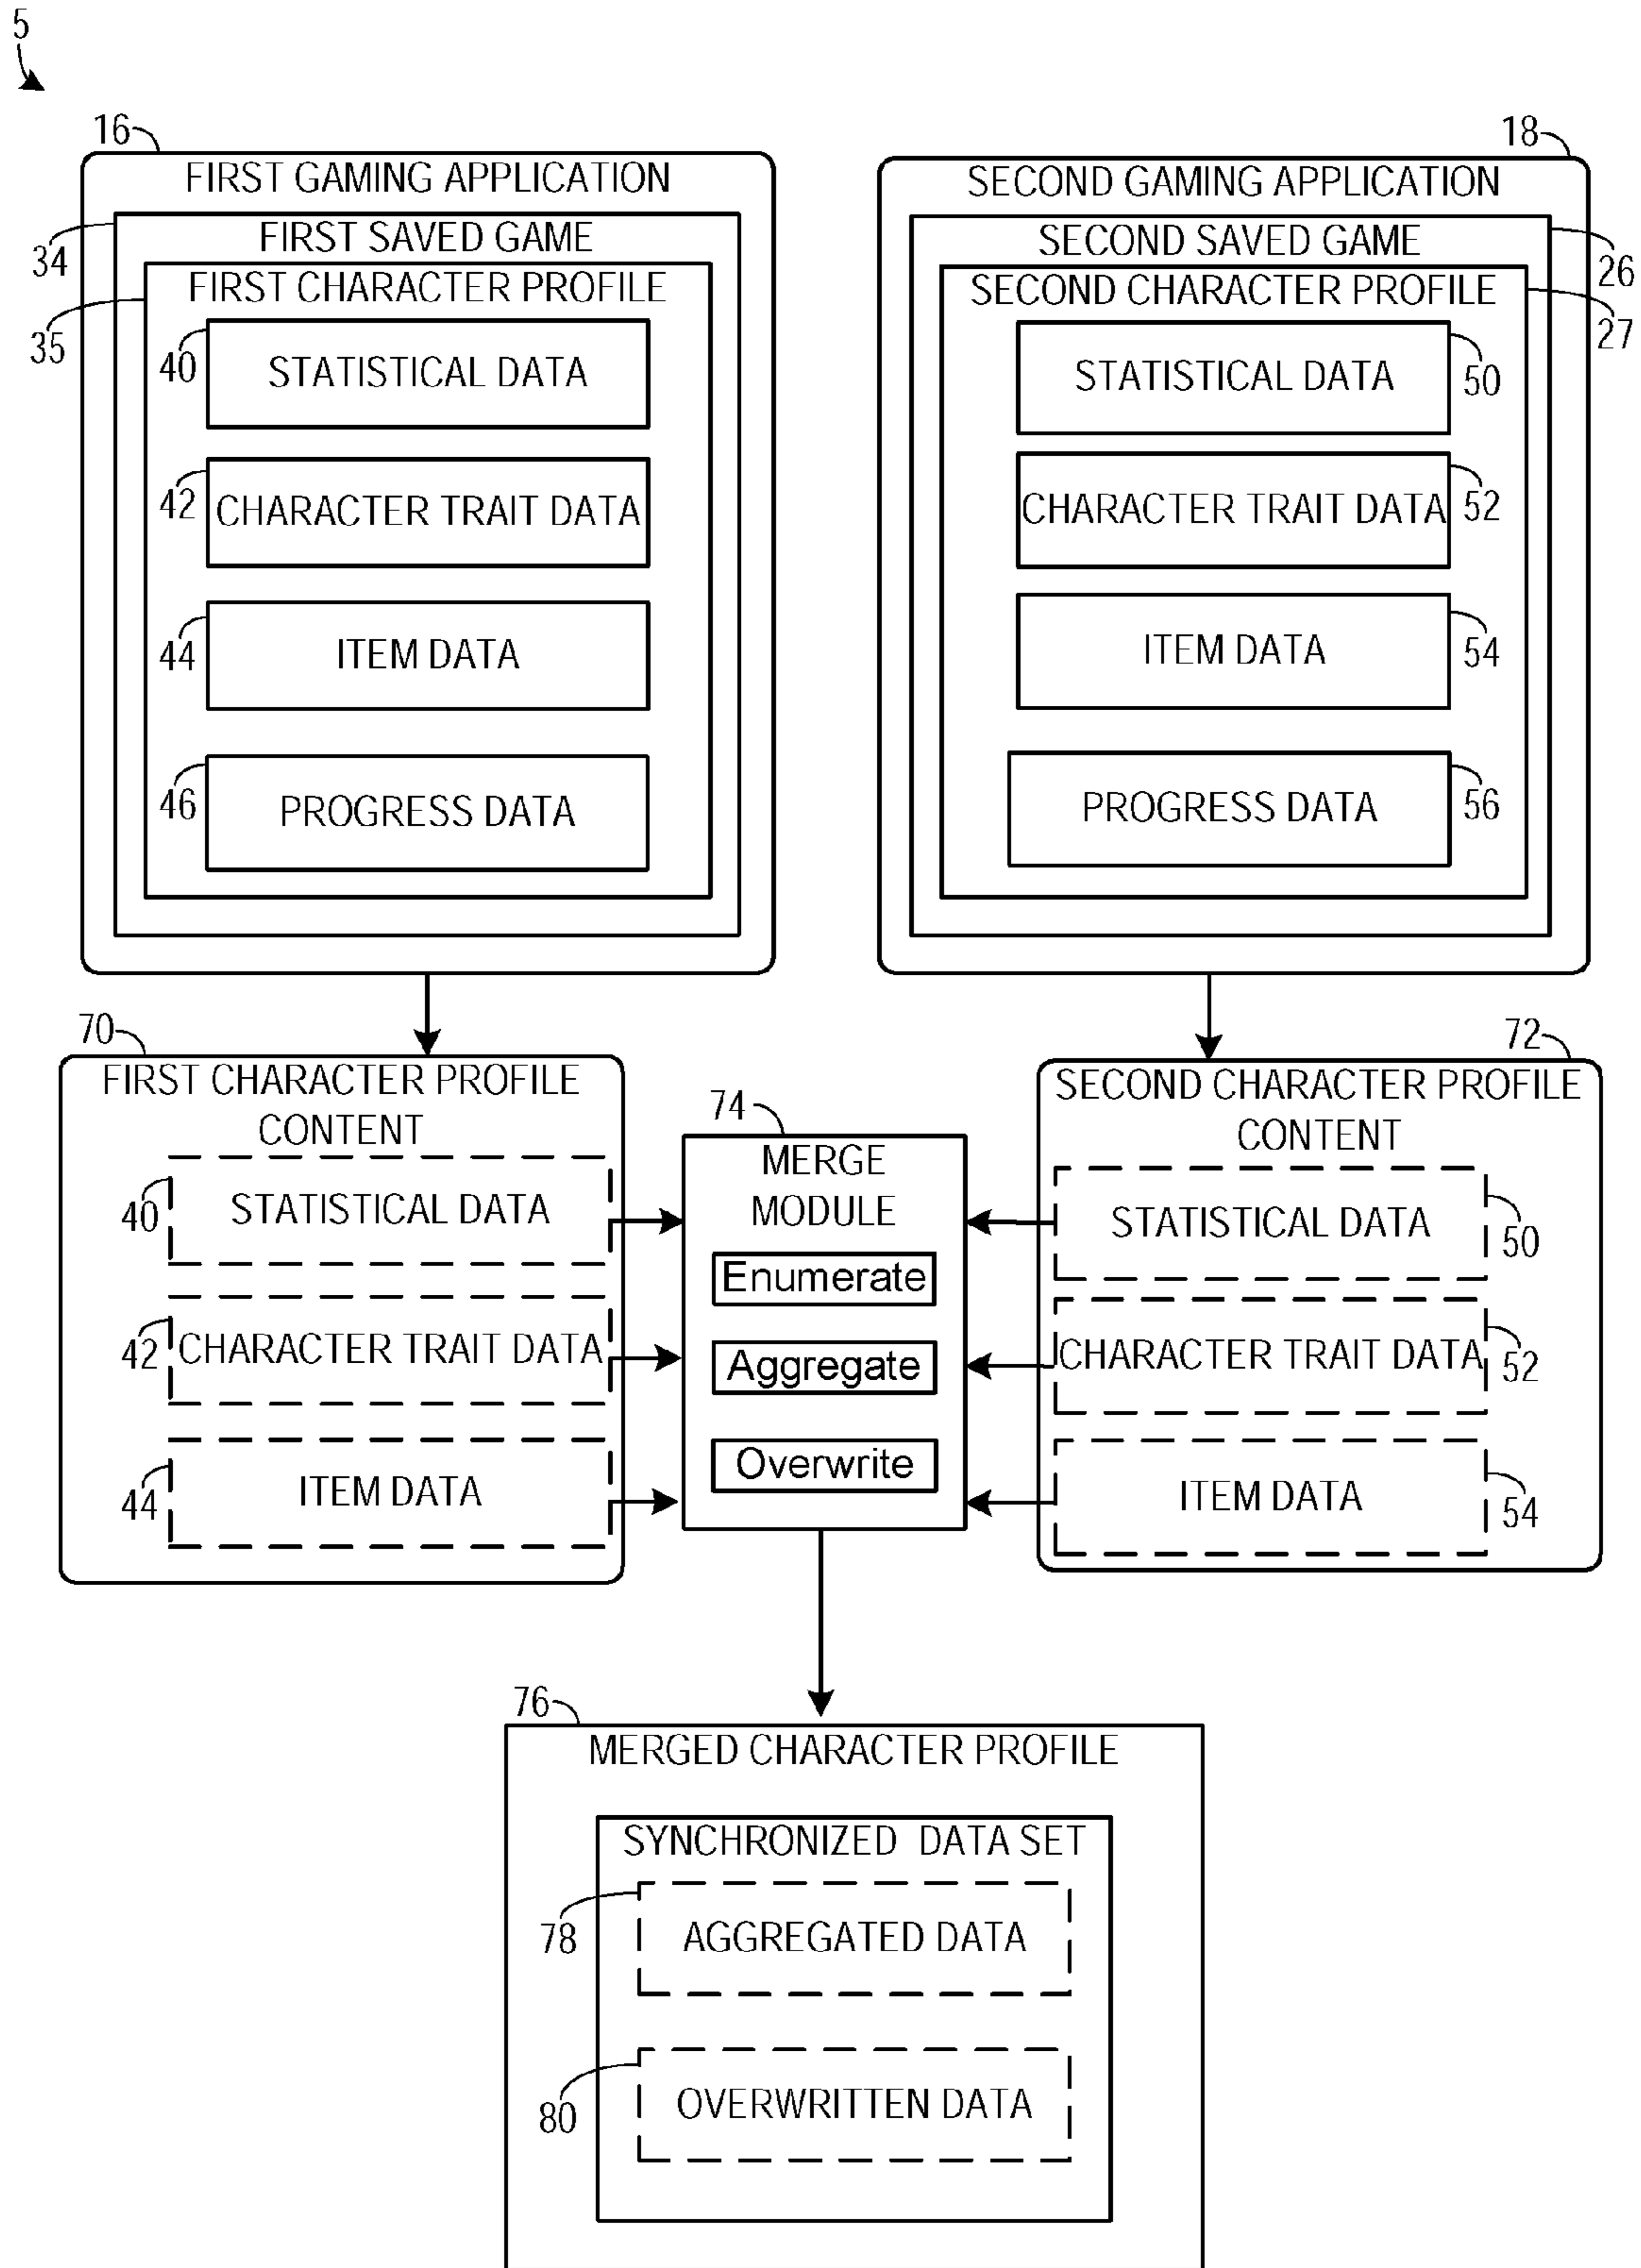 5
16
FIRST GAMING APPLICATION
34
FIRST SAVED GAME
35
FIRST CHARACTER PROFILE
40
STATISTICAL DATA
42
CHARACTER TRAIT DATA
44
ITEM DATA
46
PROGRESS DATA
18
SECOND GAMING APPLICATION
26
SECOND SAVED GAME
27
SECOND CHARACTER PROFILE
STATISTICAL DATA
50
CHARACTER TRAIT DATA
52
ITEM DATA
54
PROGRESS DATA
56
70
FIRST CHARACTER PROFILE
CONTENT
40
STATISTICAL DATA
42
CHARACTER TRAIT DATA
44
ITEM DATA
74
MERGE
MODULE
Enumerate
Aggregate
Overwrite
72
SECOND CHARACTER PROFILE
CONTENT
STATISTICAL DATA
50
CHARACTER TRAIT DATA
52
ITEM DATA
54
76
MERGED CHARACTER PROFILE
SYNCHRONIZED DATA SET
78
AGGREGATED DATA
80
OVERWRITTEN DATA